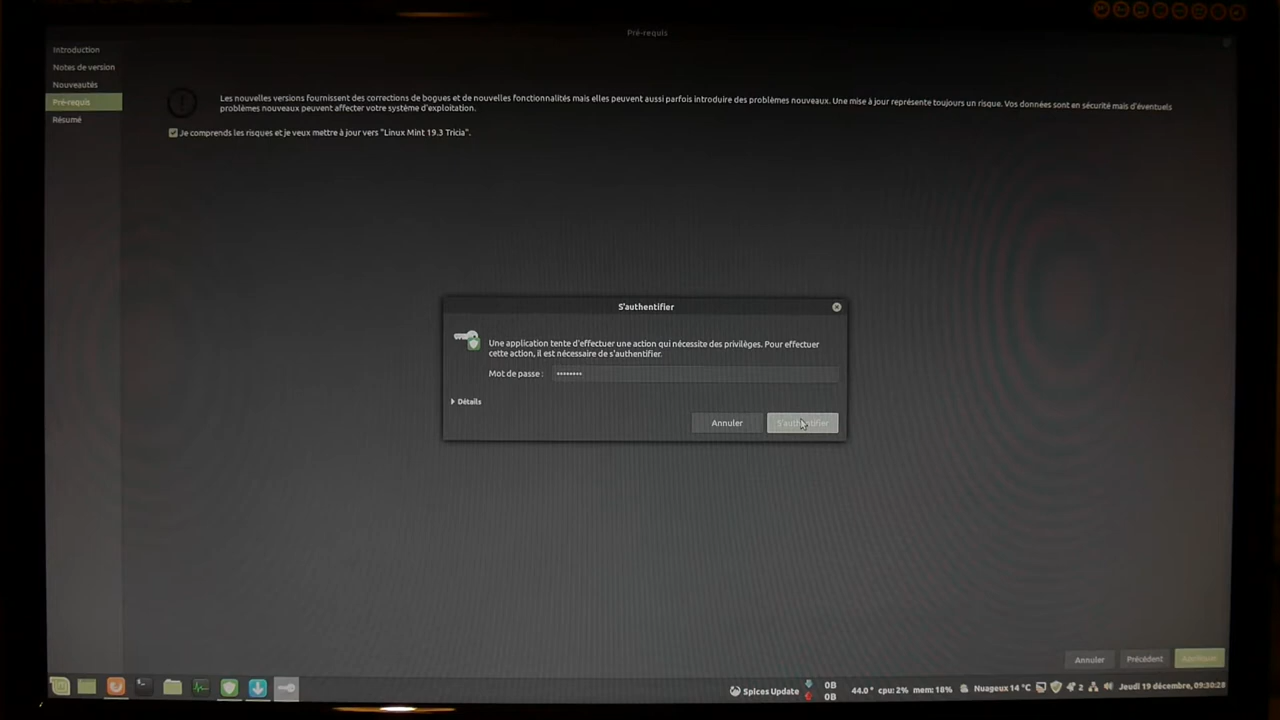 Pré-requis
Introduction
Notes de version
Nouveautés
Pré-requis
Résumé
Les nouvelles versions fournissent des corrections de bogues et de nouvelles fonctionnalités mais elles peuvent aussi parfois introduire des problèmes nouveaux. Une mise à jour représente toujours un risque. Vos données sont en sécurité mais d'éventuels
problèmes nouveaux peuvent affecter votre système d'exploitation.
Je comprends les risques et je veux mettre à jour vers "Linux Mint 19.3 Tricia".
S'authentifier
Une application tente d'effectuer une action qui nécessite des privilèges. Pour effectuer
cette action, il est nécessaire de s'authentifier.
Mot de passe : ••••••••
Détails
Annuler
S'authentifier
Annuler
Précédent
Appliquer
Spices Update
0B
0B
44.0° cpu: 2% mem: 18%
Nuageux 14 °C
2
Jeudi 19 décembre, 09:30:28